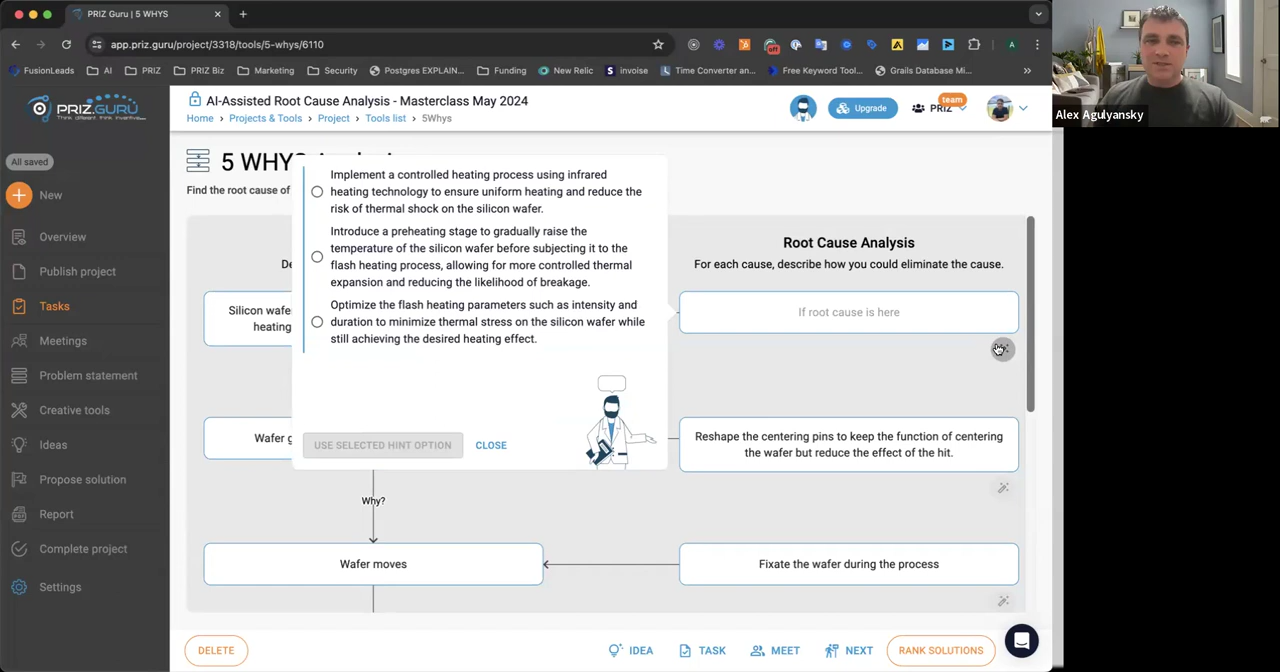 PRIZ Guru | 5 WHYS
app.priz.guru/project/3318/tools/5-whys/6110
off
A
FusionLeads
AI
PRIZ
PRIZ Biz
Marketing
Security
Postgres EXPLAIN...
Funding
New Relic
invoise
Time Converter an...
Free Keyword Tool...
Grails Database Mi...
Alex Agulyansky
PRIZ.GURU
Think different think inventive
AI-Assisted Root Cause Analysis - Masterclass May 2024
Home
Projects & Tools
Project
Tools list
5Whys
Upgrade
PRIZ
team
All saved
New
Overview
Publish project
Tasks
Meetings
Problem statement
Creative tools
Ideas
Propose solution
Report
Complete project
Settings
5 WHYS
Find the root cause of
Silicon wafe
heating
Wafer g
Implement a controlled heating process using infrared
heating technology to ensure uniform heating and reduce the
risk of thermal shock on the silicon wafer.
Introduce a preheating stage to gradually raise the
temperature of the silicon wafer before subjecting it to the
flash heating process, allowing for more controlled thermal
expansion and reducing the likelihood of breakage.
Optimize the flash heating parameters such as intensity and
duration to minimize thermal stress on the silicon wafer while
still achieving the desired heating effect.
USE SELECTED HINT OPTION
CLOSE
Root Cause Analysis
For each cause, describe how you could eliminate the cause.
If root cause is here
Reshape the centering pins to keep the function of centering
the wafer but reduce the effect of the hit.
Why?
Wafer moves
Fixate the wafer during the process
DELETE
IDEA
TASK
MEET
NEXT
RANK SOLUTIONS